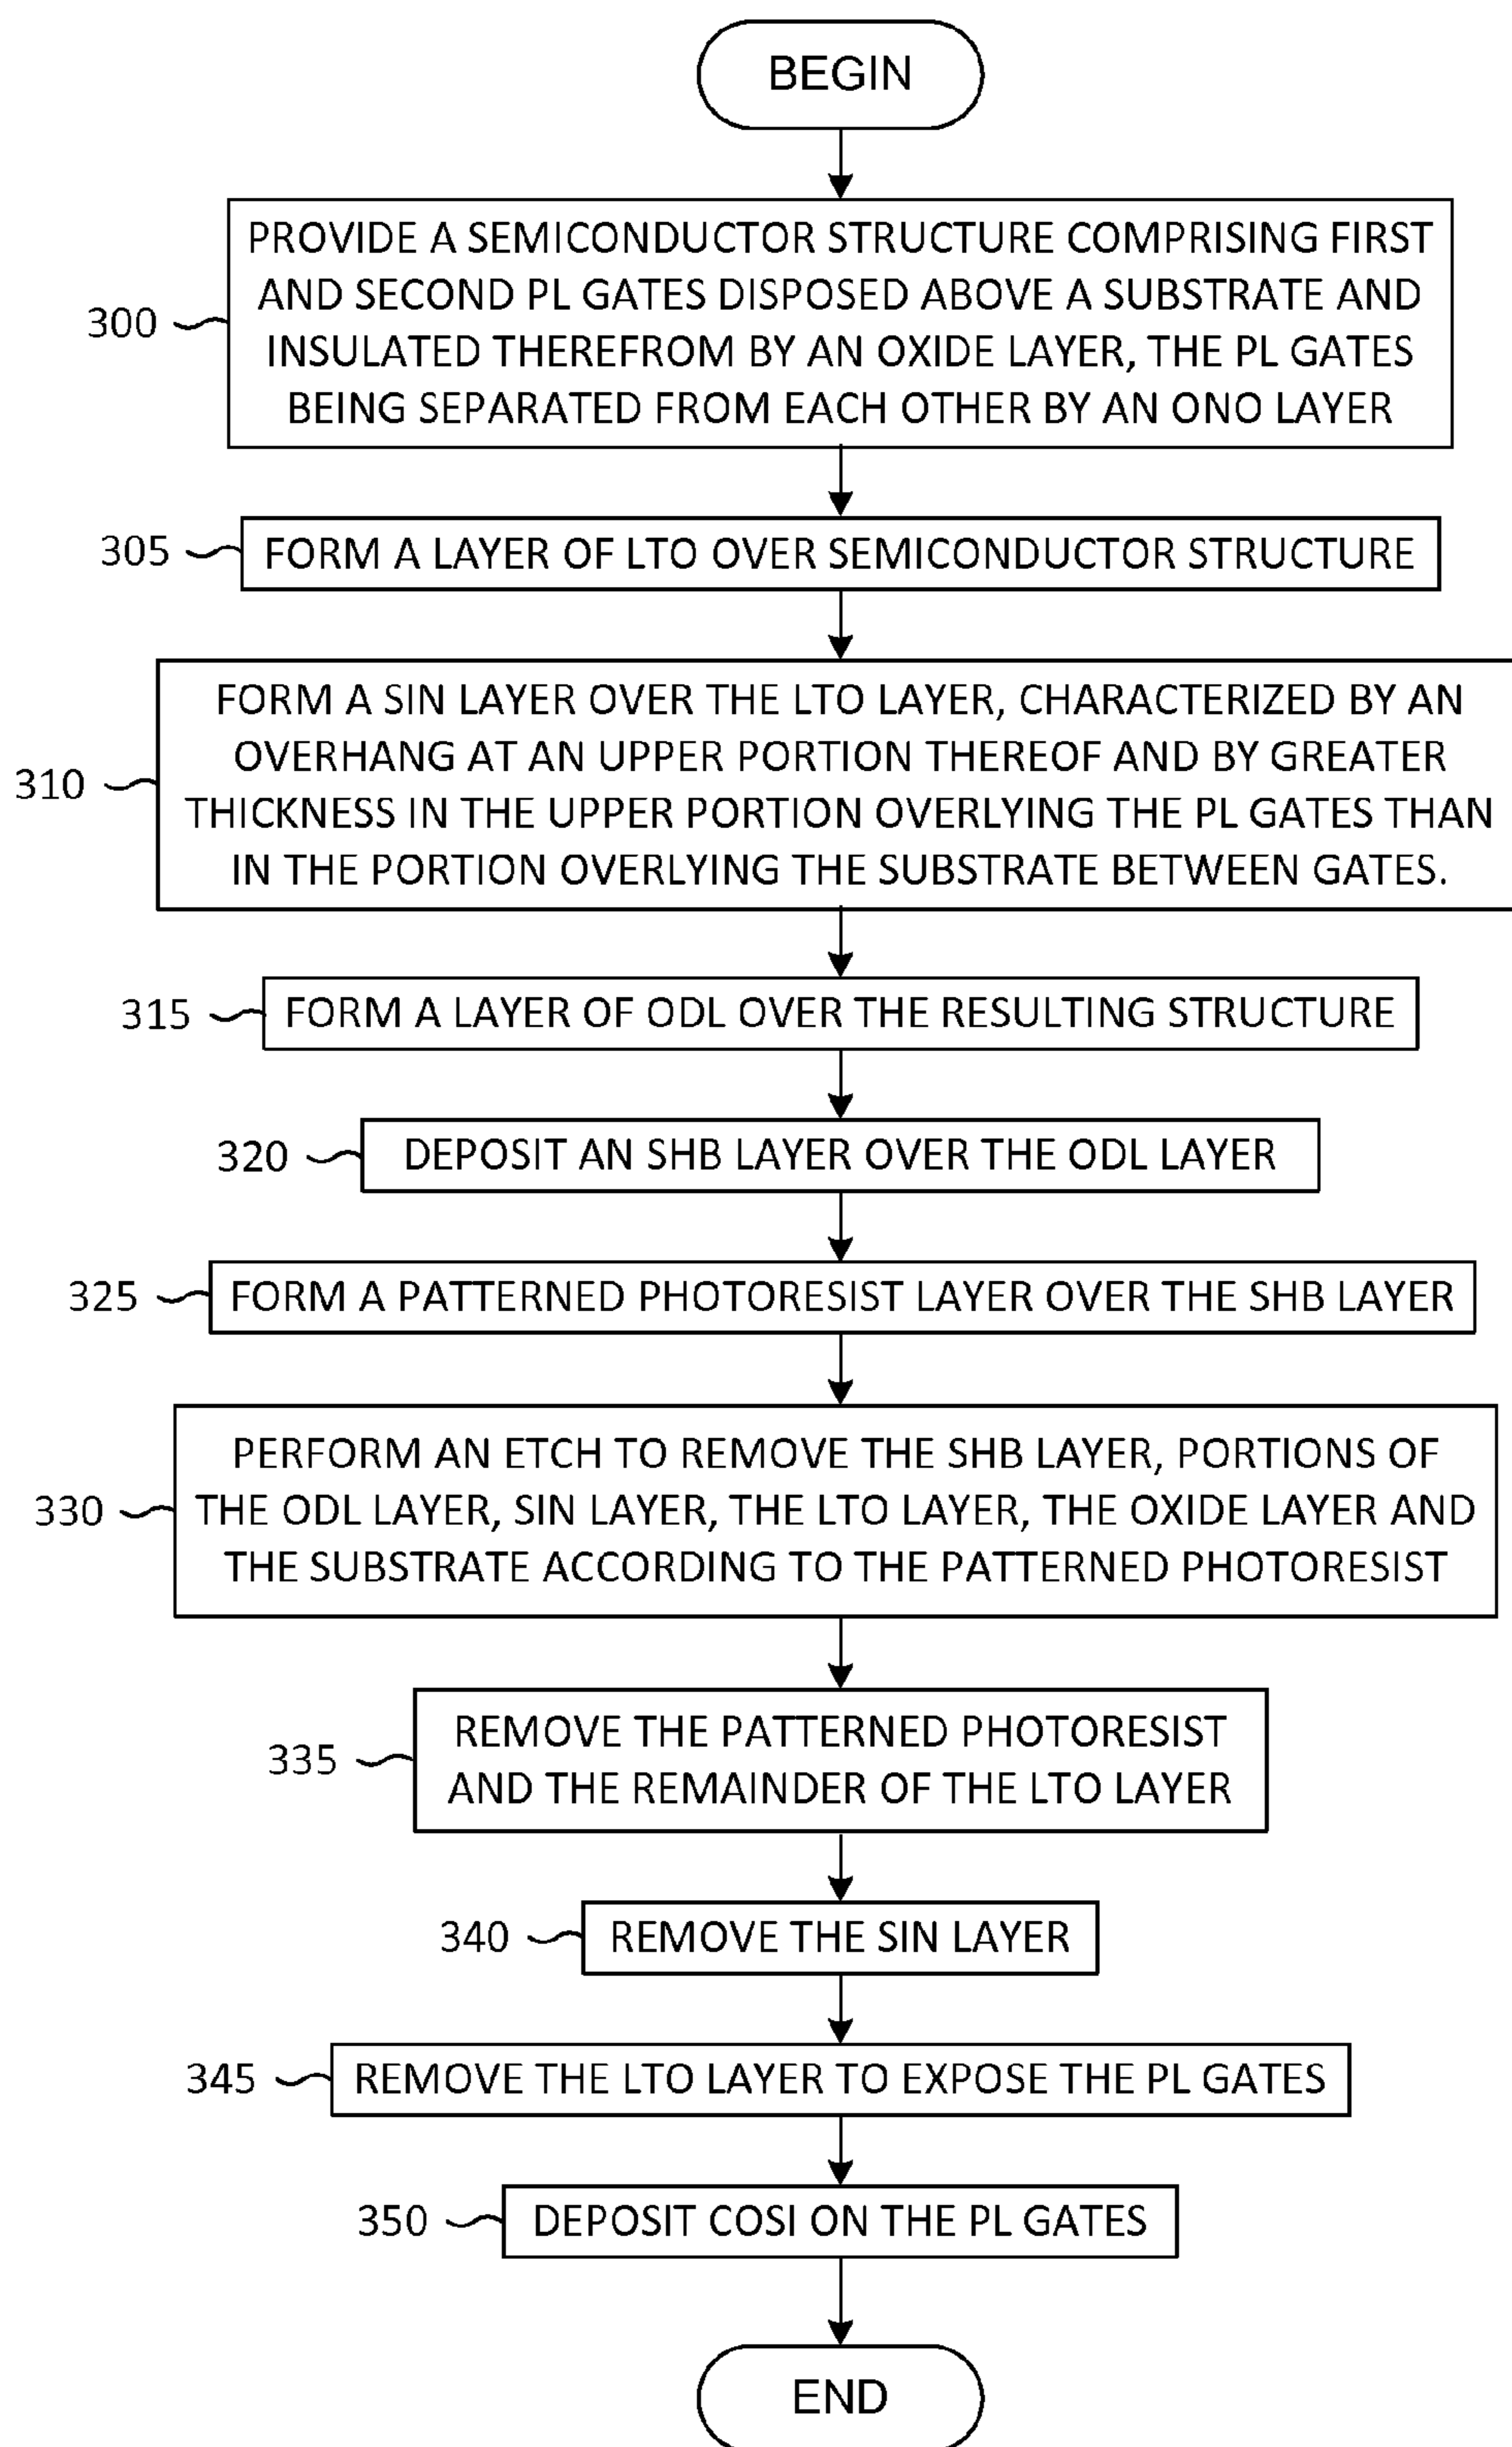 BEGIN
300
PROVIDE A SEMICONDUCTOR STRUCTURE COMPRISING FIRST
AND SECOND PL GATES DISPOSED ABOVE A SUBSTRATE AND
INSULATED THEREFROM BY AN OXIDE LAYER, THE PL GATES
BEING SEPARATED FROM EACH OTHER BY AN ONO LAYER
305
FORM A LAYER OF LTO OVER SEMICONDUCTOR STRUCTURE
310
FORM A SIN LAYER OVER THE LTO LAYER, CHARACTERIZED BY AN
OVERHANG AT AN UPPER PORTION THEREOF AND BY GREATER
THICKNESS IN THE UPPER PORTION OVERLYING THE PL GATES THAN
IN THE PORTION OVERLYING THE SUBSTRATE BETWEEN GATES.
315
FORM A LAYER OF ODL OVER THE RESULTING STRUCTURE
320
DEPOSIT AN SHB LAYER OVER THE ODL LAYER
325
FORM A PATTERNED PHOTORESIST LAYER OVER THE SHB LAYER
330
PERFORM AN ETCH TO REMOVE THE SHB LAYER, PORTIONS OF
THE ODL LAYER, SIN LAYER, THE LTO LAYER, THE OXIDE LAYER AND
THE SUBSTRATE ACCORDING TO THE PATTERNED PHOTORESIST
335
REMOVE THE PATTERNED PHOTORESIST
AND THE REMAINDER OF THE LTO LAYER
340
REMOVE THE SIN LAYER
345
REMOVE THE LTO LAYER TO EXPOSE THE PL GATES
350
DEPOSIT COSI ON THE PL GATES
END